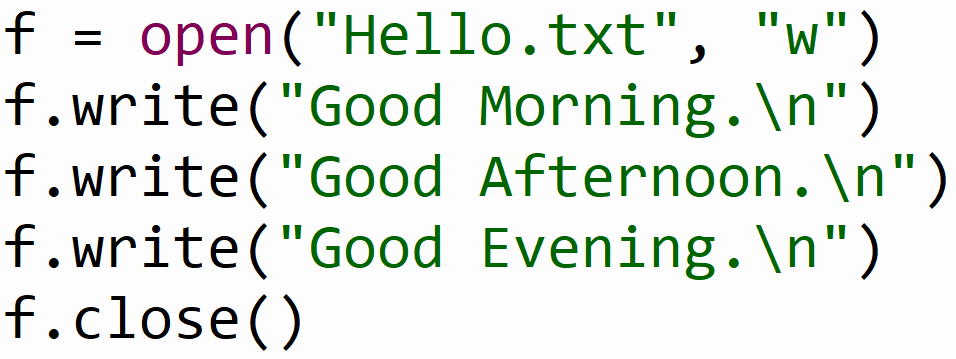 f = open("Hello.txt", "w")
f.write("Good Morning.\n")
f.write("Good Afternoon.\n")
f.write("Good Evening.\n")
f.close()